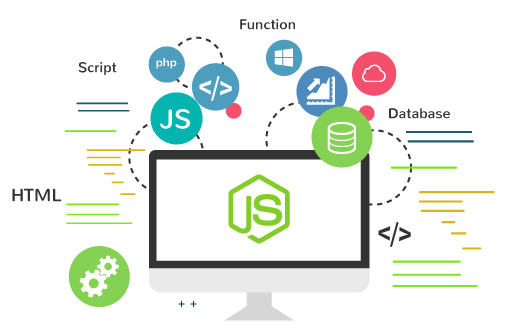 Function
Script
php
</>
JS
Database
HTML
JS
</>
+ +